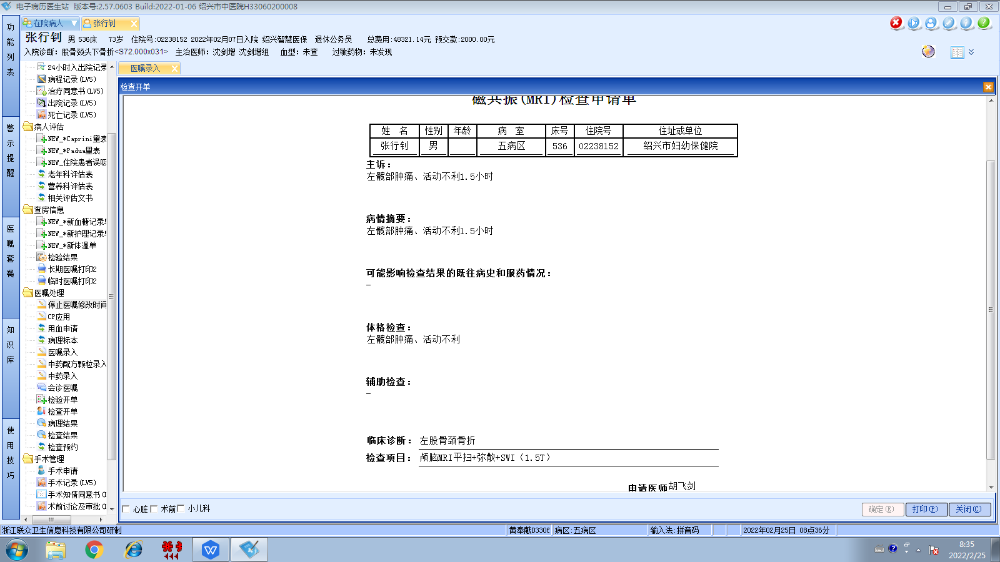 电子病历医生站 版本号:2.57.0603 Build:2022-01-06 绍兴市中医院H33060200008
在院病人
张行钊
张行钊 男 536床 73岁 住院号:02238152 2022年02月07日入院 绍兴智慧医保 退休公务员 总费用:48321.14元 预交款:2000.00元
入院诊断: 股骨颈头下骨折<S72.000x031> 主治医师: 沈剑增 沈剑增组 血型: 未查 过敏药物: 未发现
功能列表
警示提醒
医嘱套餐
知识库
使用技巧
24小时入出院记录
病程记录(LV5)
治疗同意书(LV5)
出院记录(LV5)
死亡记录(LV5)
病人评估
NEW_*Caprini量表
NEW_*Padua量表
NEW_住院患者误吸
老年科评估表
营养科评估表
相关评估文书
查房信息
NEW_*新血糖记录单
NEW_*新护理记录单
NEW_*新体温单
检验结果
长期医嘱打印2
临时医嘱打印2
医嘱处理
停止医嘱修改时间
CP应用
用血申请
病理标本
医嘱录入
中药配方颗粒录入
中药录入
会诊医嘱
检验开单
检查开单
病理结果
检查结果
检查预约
手术管理
手术申请
手术记录(LV5)
手术知情同意书(L
术前讨论及审批(L
医嘱录入
检查开单
磁共振(MRI)检查申请单
姓 名 性别 年龄 病 室 床号 住院号 住址或单位
张行钊 男 五病区 536 02238152 绍兴市妇幼保健院
主诉:
左髋部肿痛、活动不利1.5小时
病情摘要:
左髋部肿痛、活动不利1.5小时
可能影响检查结果的既往病史和服药情况:
-
体格检查:
左髋部肿痛、活动不利
辅助检查:
-
临床诊断: 左股骨颈骨折
检查项目: 颅脑MRI平扫+弥散+SWI (1.5T)
申请医师 胡飞剑
心脏 术前 小儿科
确定(E) 打印(P) 关闭(C)
浙江联众卫生信息科技有限公司研制 黄奉献D3306 病区:五病区 输入法:拼音码 2022年02月25日 08点36分
8:35
2022/2/25